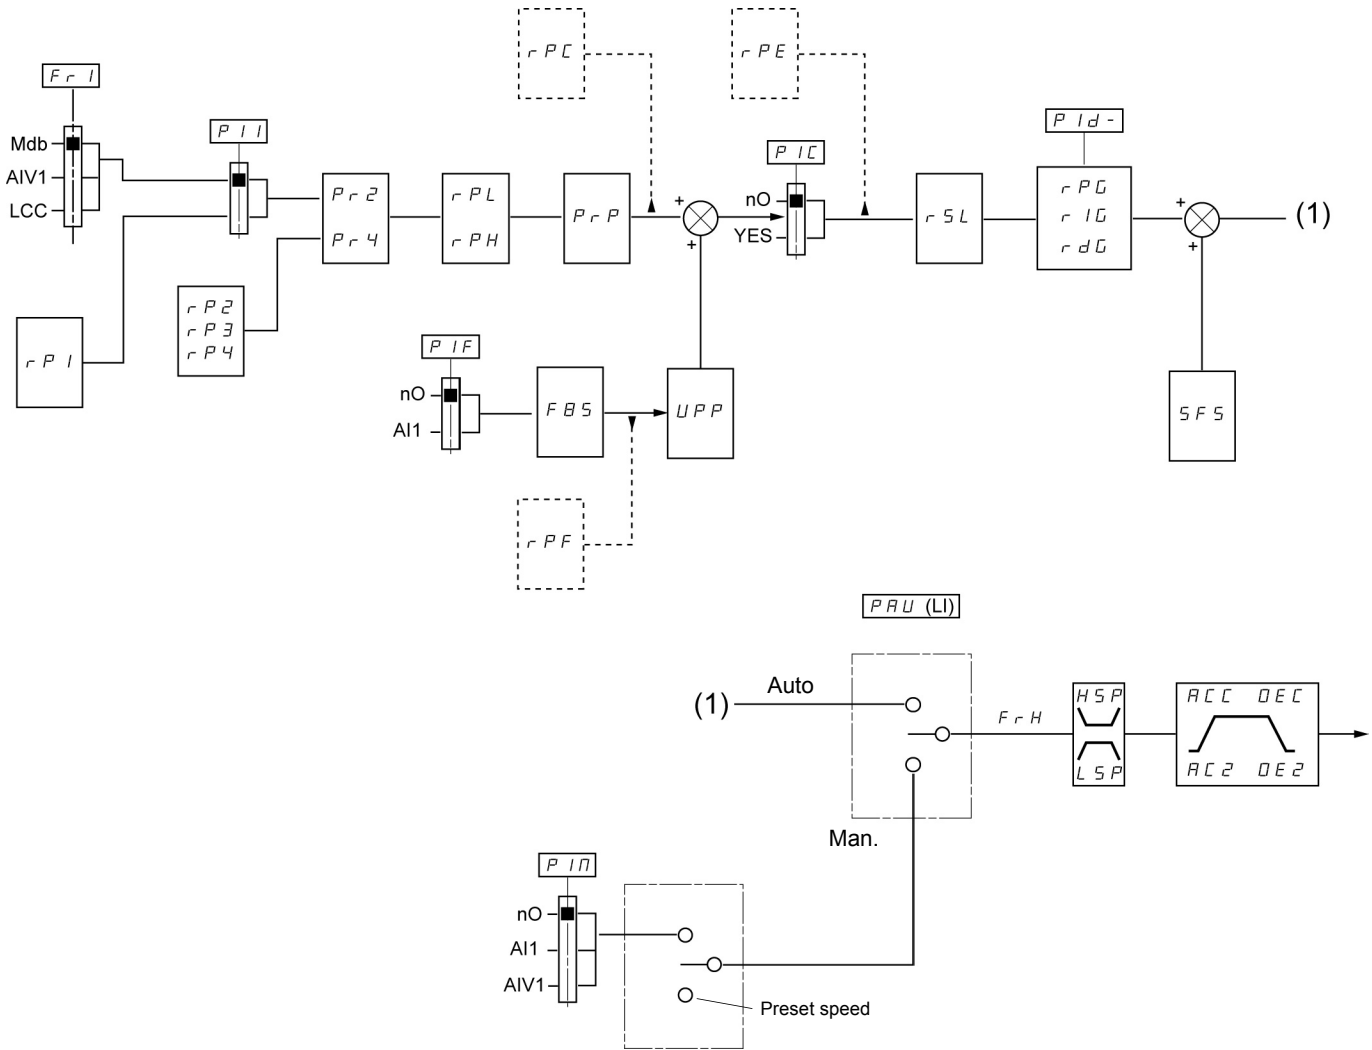 rPC
rPE
Fr1
PII
PId-
PIC
Mdb
AIV1
LCC
nO
YES
Pr2
Pr4
rPL
rPH
PrP
+
+
rSL
rPG
rIG
rdG
+
+
(1)
rP1
rP2
rP3
rP4
PIF
nO
AI1
FBS
UPP
SFS
rPF
PAU (LI)
(1)
Auto
FrH
HSP
LSP
ACC DEC
AC2 DE2
Man.
PIM
nO
AI1
AIV1
Preset speed